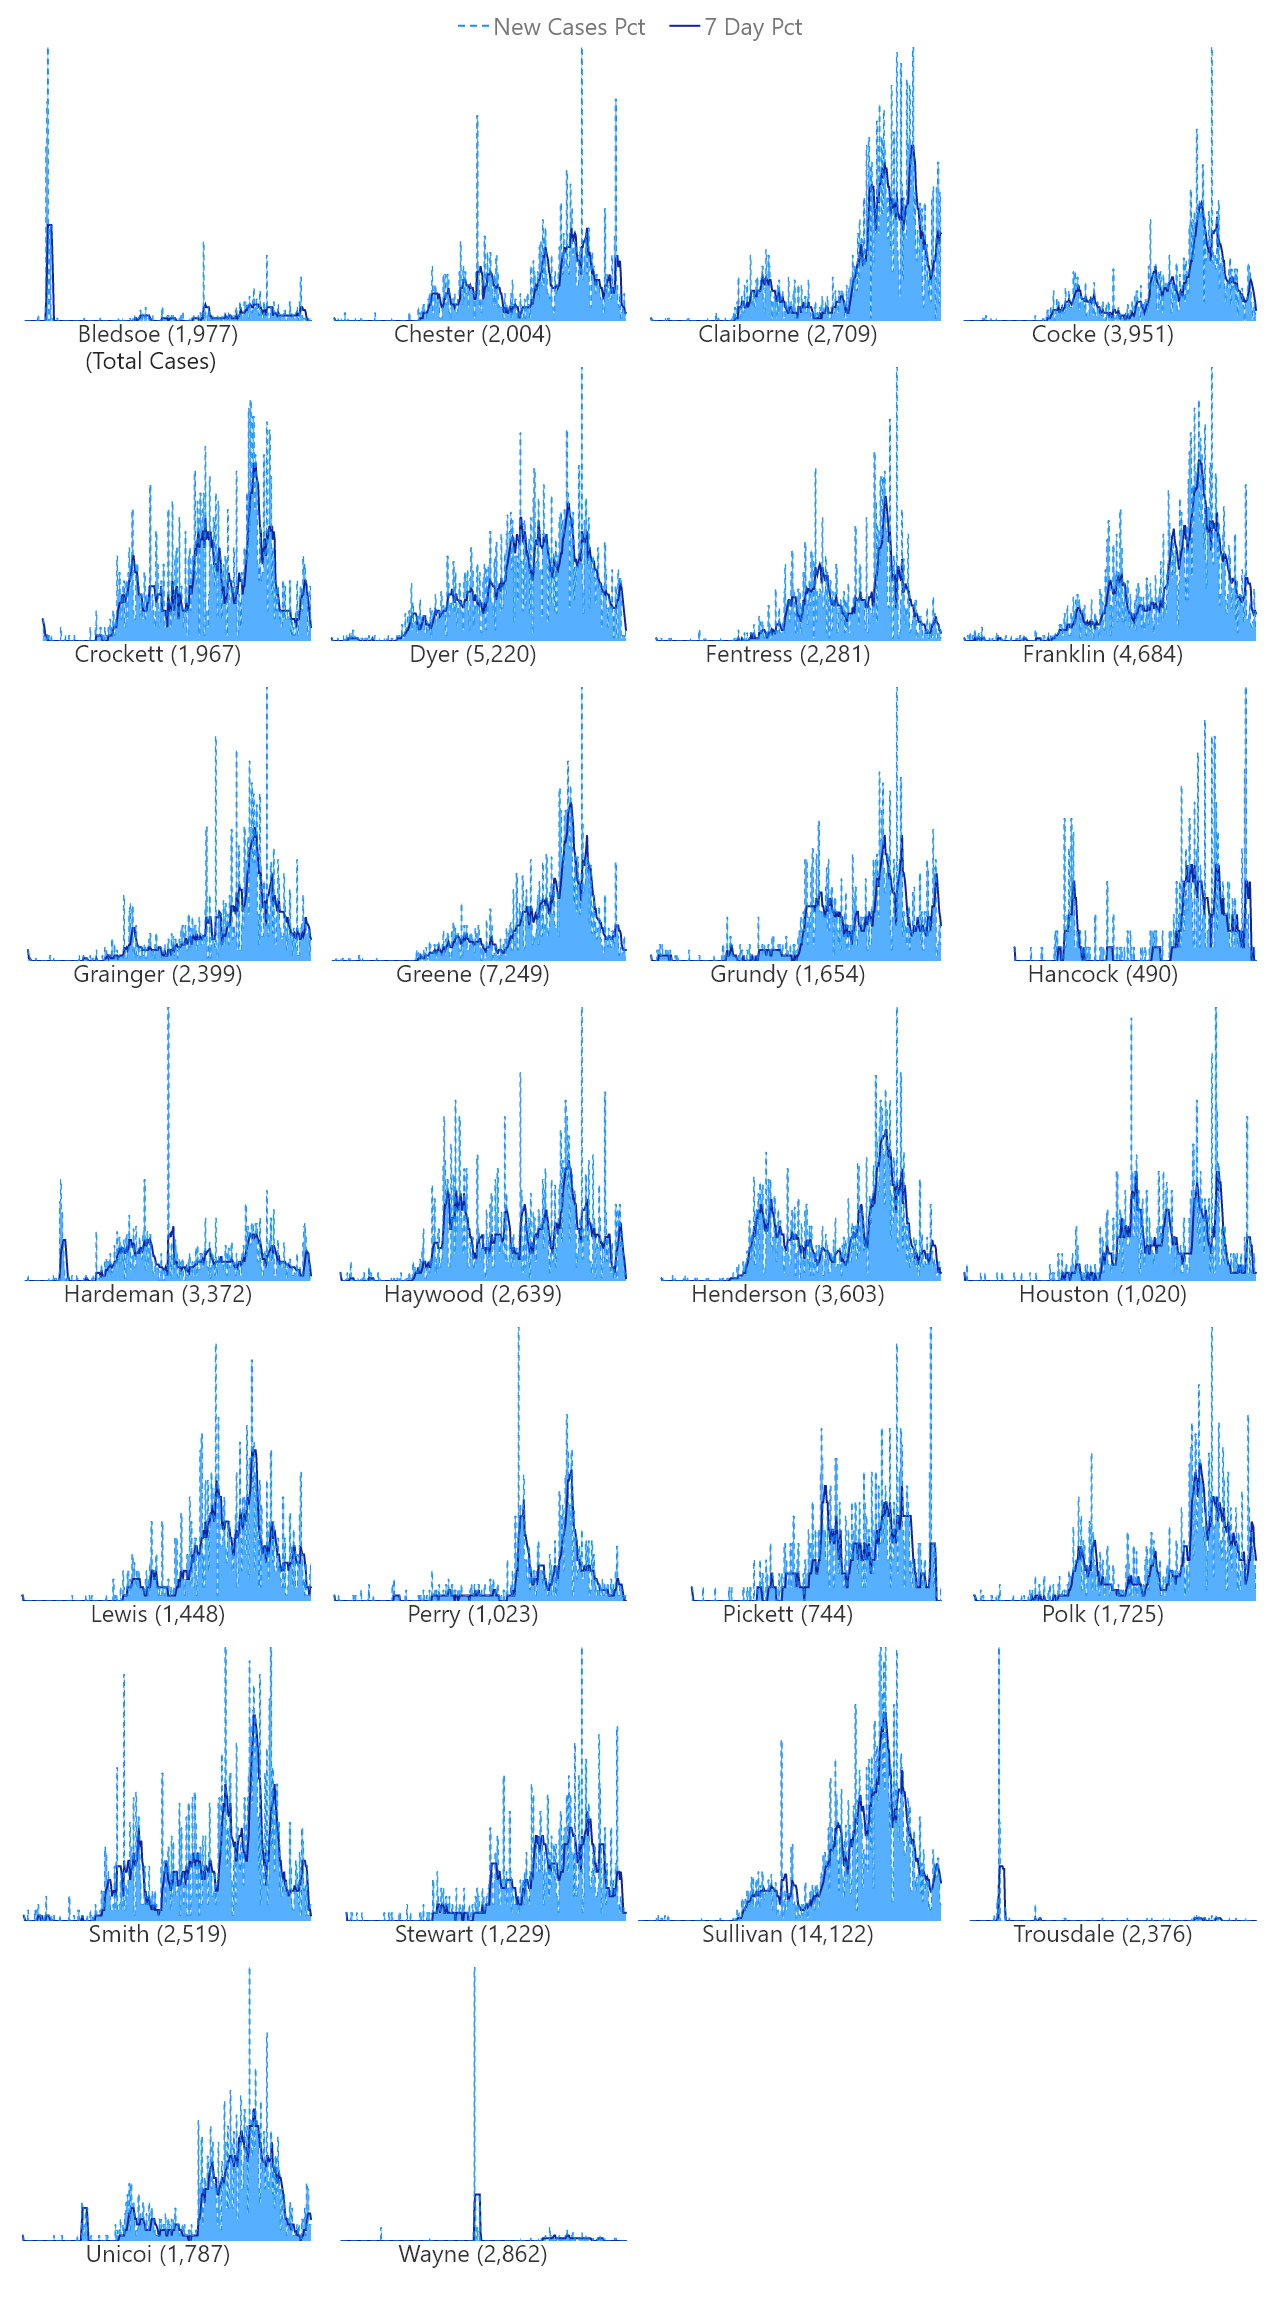 New Cases Pct 7 Day Pct
Bledsoe (1,977) Chester (2,004) Claiborne (2,709) Cocke (3,951)
(Total Cases)
Crockett (1,967) Dyer (5,220) Fentress (2,281) Franklin (4,684)
Grainger (2,399) Greene (7,249) Grundy (1,654) Hancock (490)
Hardeman (3,372) Haywood (2,639) Henderson (3,603) Houston (1,020)
Lewis (1,448) Perry (1,023) Pickett (744) Polk (1,725)
Smith (2,519) Stewart (1,229) Sullivan (14,122) Trousdale (2,376)
Unicoi (1,787) Wayne (2,862)